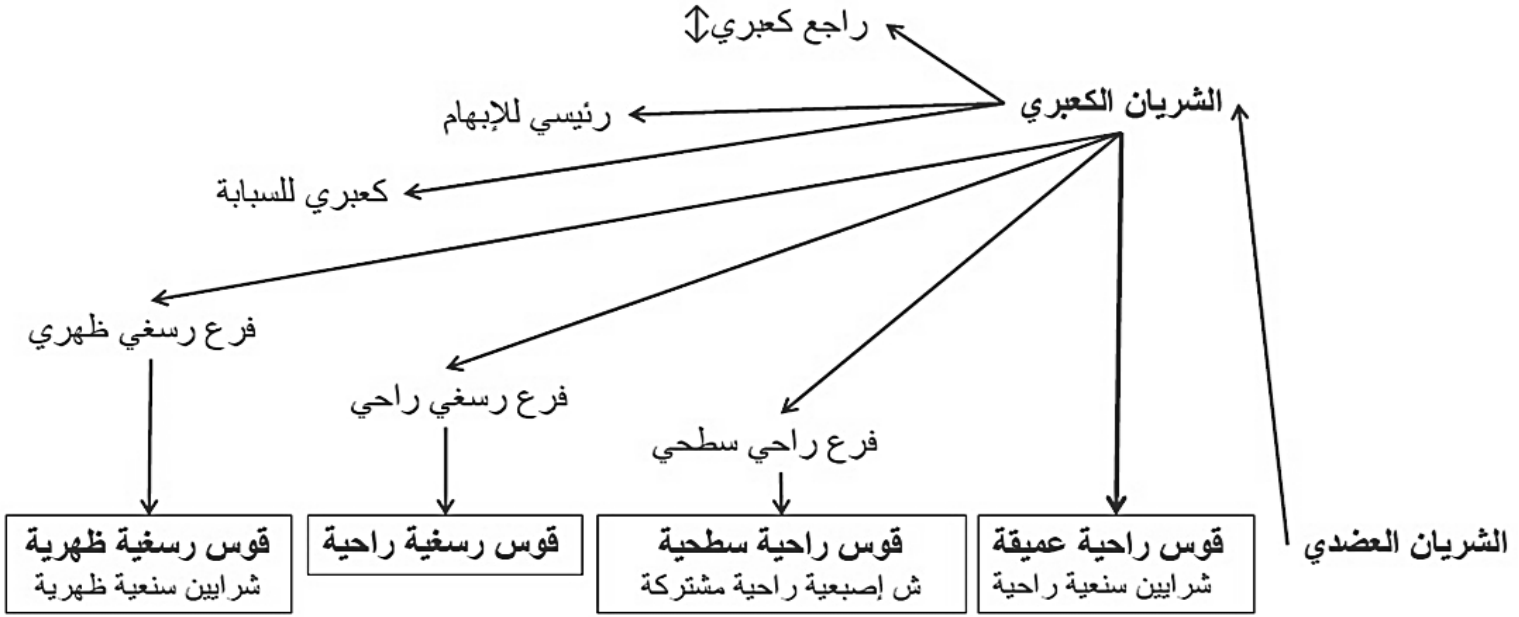 راجع كعبري↕
الشريان الكعبري
رئيسي للإبهام
كعبري للسبابة
فرع رسغي ظهري
فرع رسغي راحي
فرع راحي سطحي
الشريان العضدي
قوس راحية عميقة
شرايين سنعية راحية
قوس راحية سطحية
ش إصبعية راحية مشتركة
قوس رسغية راحية
قوس رسغية ظهرية
شرايين سنعية ظهرية